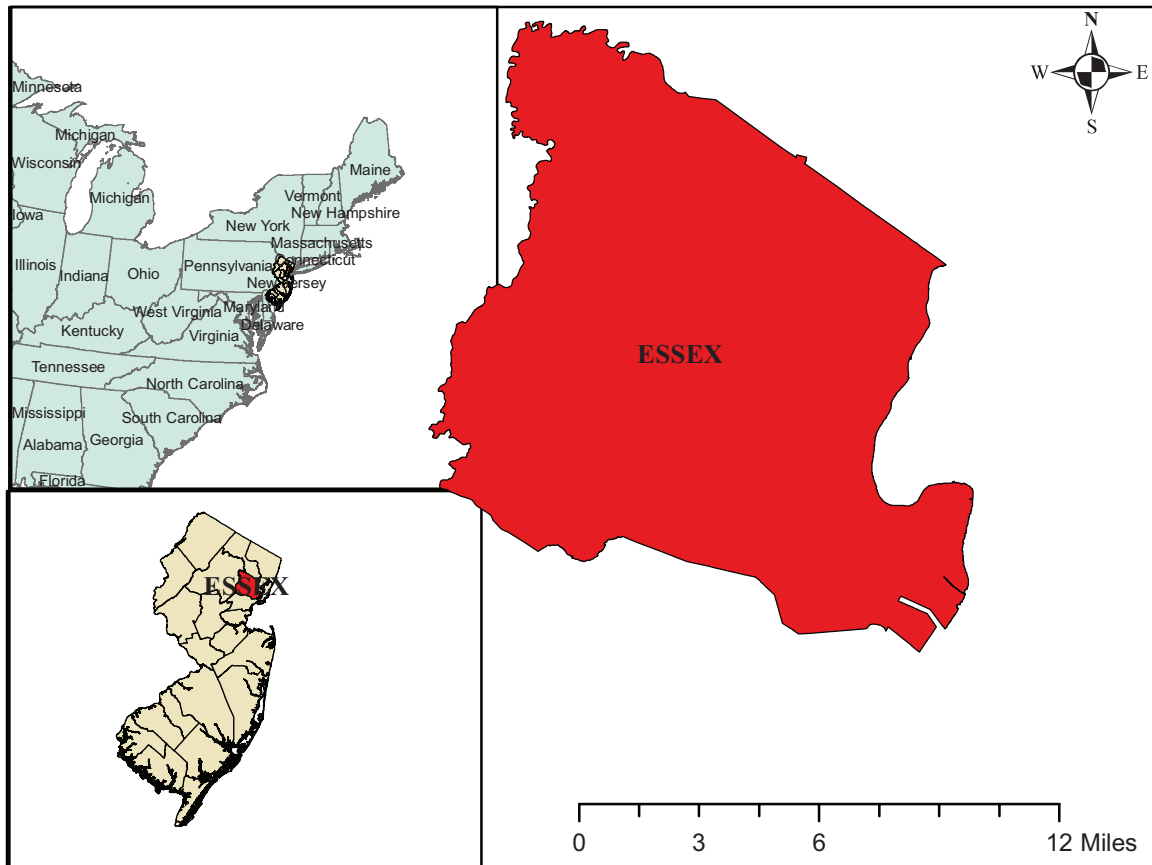 Minnesota
Michigan
Wisconsin
Michigan
Maine
Vermont
New Hampshire
Iowa
New York
Massachusetts
Connecticut
Illinois
Indiana
Ohio
Pennsylvania
New Jersey
West Virginia
Maryland
Delaware
Kentucky
Virginia
Tennessee
North Carolina
Mississippi
South Carolina
Alabama
Georgia
Florida
N
W E
S
ESSEX
ESSEX
0 3 6 12 Miles